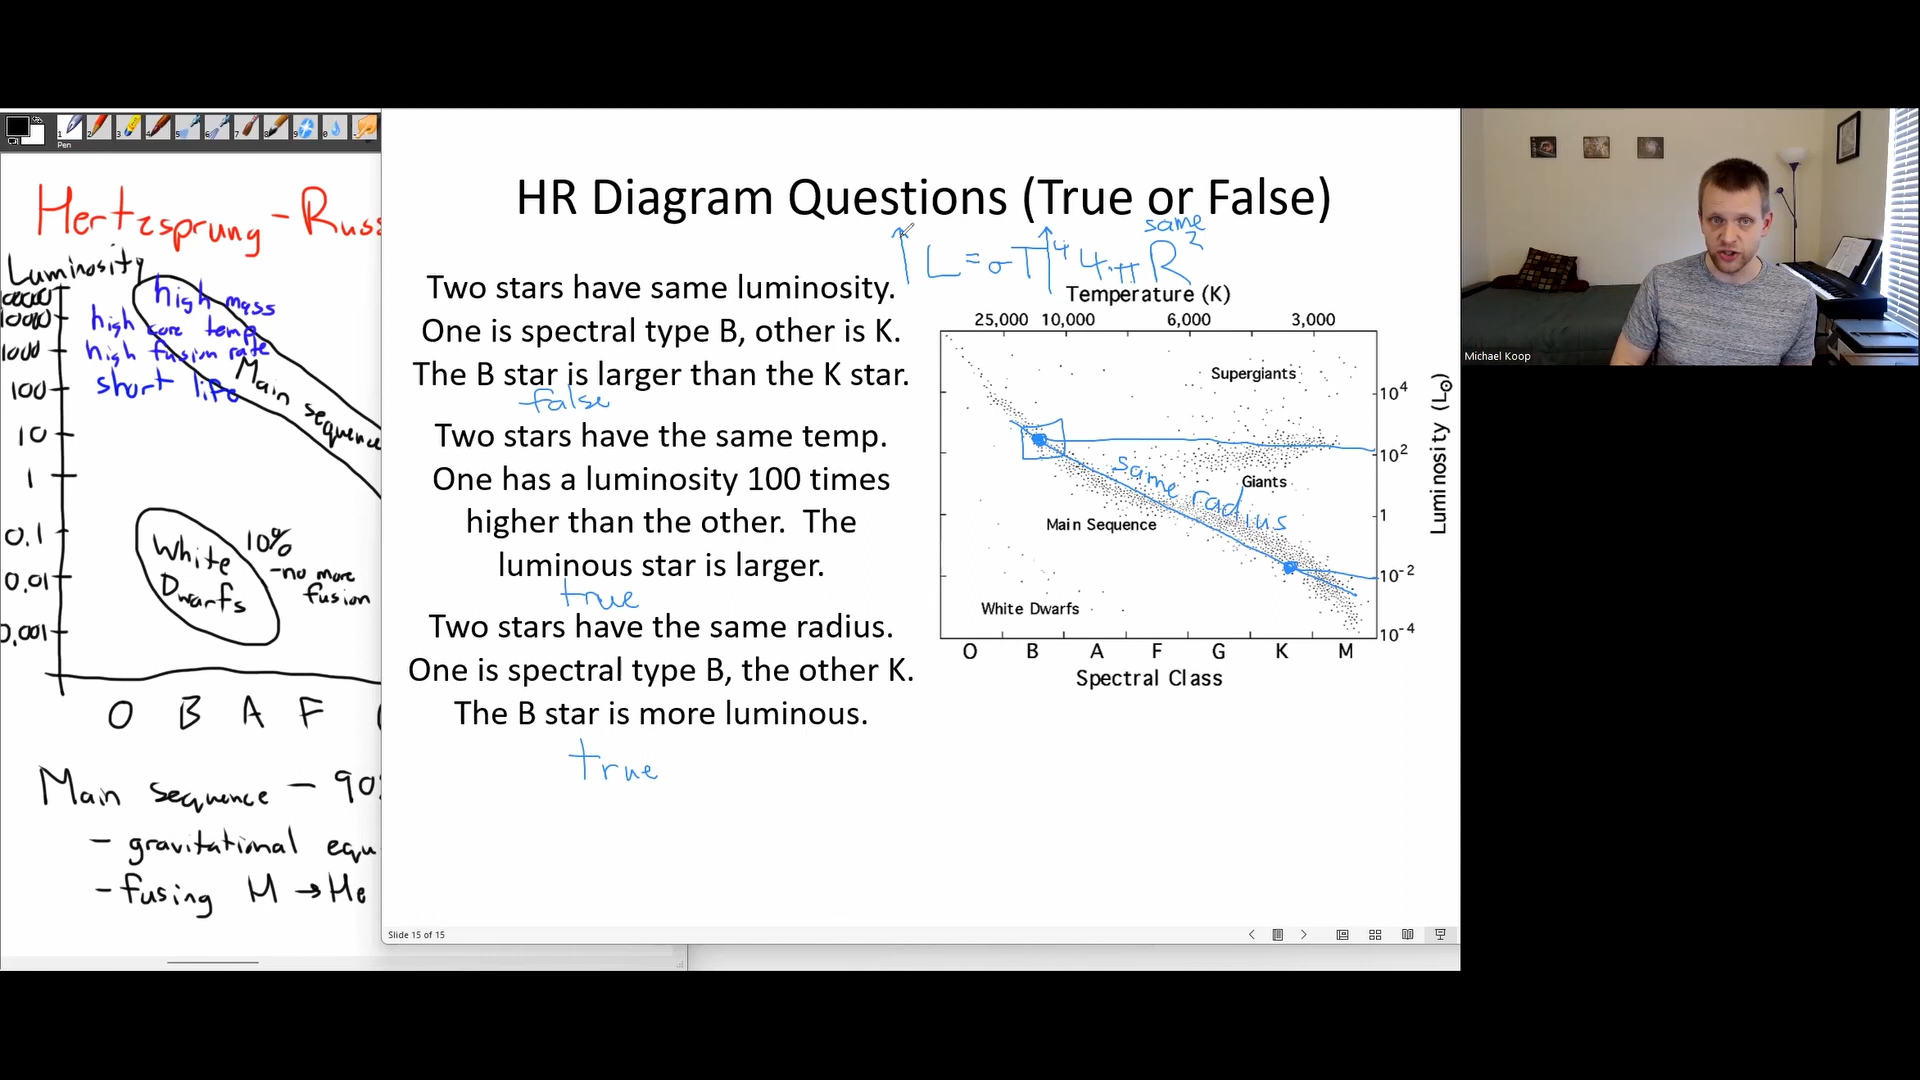 Pen
Hertzsprung - Russ
Luminosity
10000
1000
100
10
1
0.1
0.01
0.001
high mass
high core temp
high fusion rate
short life
Main sequence
White
Dwarfs
10%
- no more
fusion
O B A F
Main sequence - 90%
- gravitational equ
- fusing H → He
HR Diagram Questions (True or False)
Two stars have same luminosity.
One is spectral type B, other is K.
The B star is larger than the K star.
false
Two stars have the same temp.
One has a luminosity 100 times
higher than the other. The
luminous star is larger.
true
Two stars have the same radius.
One is spectral type B, the other K.
The B star is more luminous.
true
same
↑ L = σT↑⁴ 4πR²
Temperature (K)
25,000 10,000 6,000 3,000
Supergiants
Giants
Main Sequence
White Dwarfs
same radius
10⁴
10²
1
10⁻²
10⁻⁴
Luminosity (L⊙)
O B A F G K M
Spectral Class
Slide 15 of 15
Michael Koop